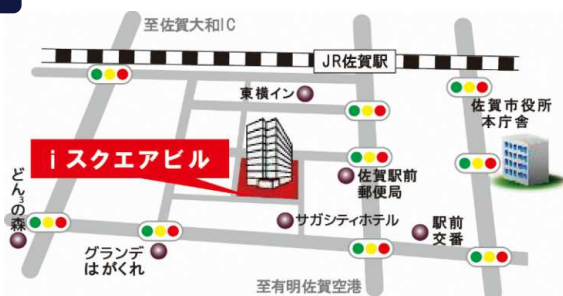 至佐賀大和IC
JR佐賀駅
東横イン
佐賀市役所
本庁舎
iスクエアビル
佐賀駅前
郵便局
どん3の森
サガシティホテル
駅前
交番
グランデ
はがくれ
至有明佐賀空港